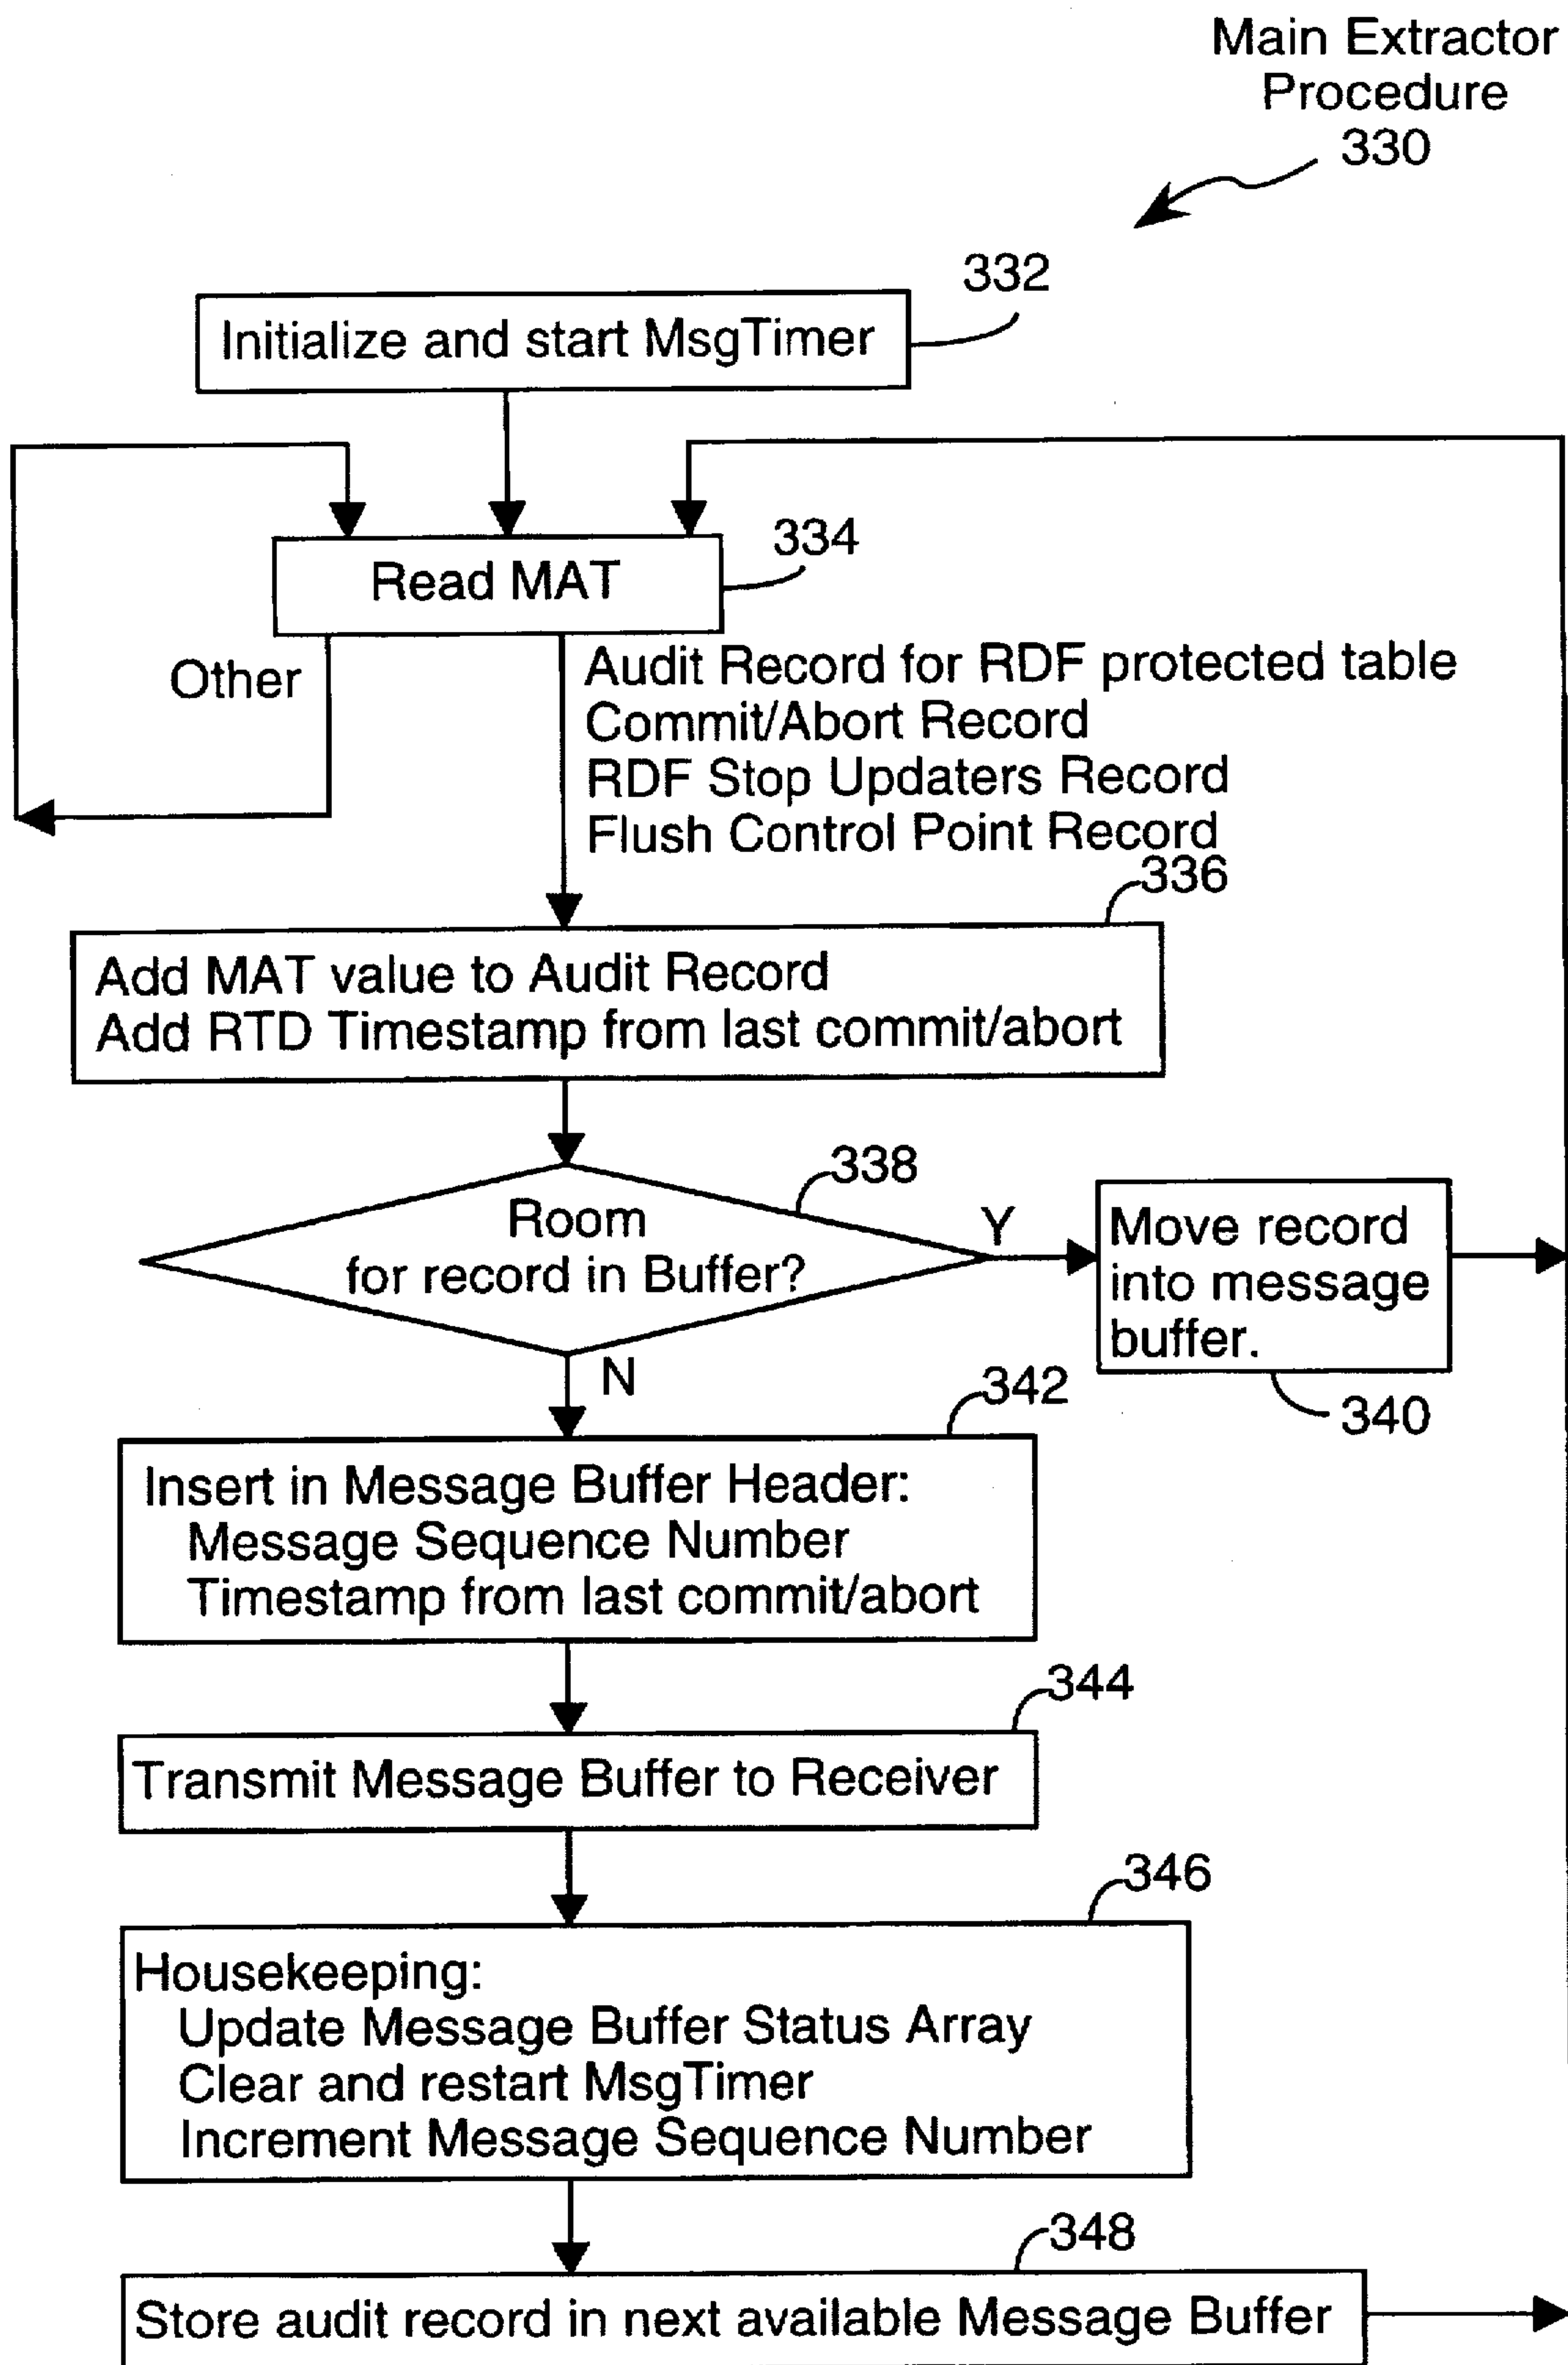 Main Extractor
Procedure
330
332
Initialize and start MsgTimer
334
Read MAT
Other
Audit Record for RDF protected table
Commit/Abort Record
RDF Stop Updaters Record
Flush Control Point Record
336
Add MAT value to Audit Record
Add RTD Timestamp from last commit/abort
338
Room
for record in Buffer?
Y
Move record
into message
buffer.
340
N
342
Insert in Message Buffer Header:
Message Sequence Number
Timestamp from last commit/abort
344
Transmit Message Buffer to Receiver
346
Housekeeping:
Update Message Buffer Status Array
Clear and restart MsgTimer
Increment Message Sequence Number
348
Store audit record in next available Message Buffer